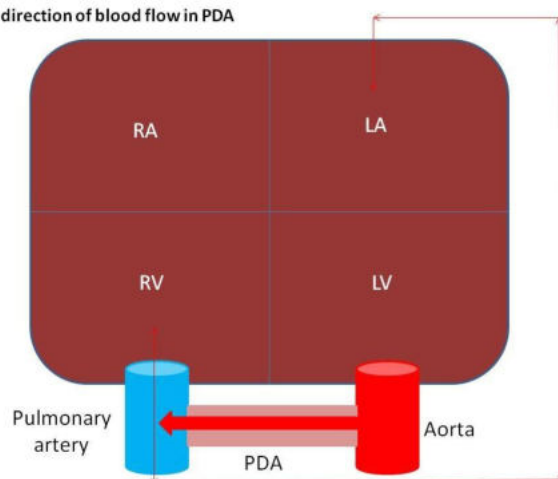 direction of blood flow in PDA
RA
LA
RV
LV
Pulmonary
artery
Aorta
PDA